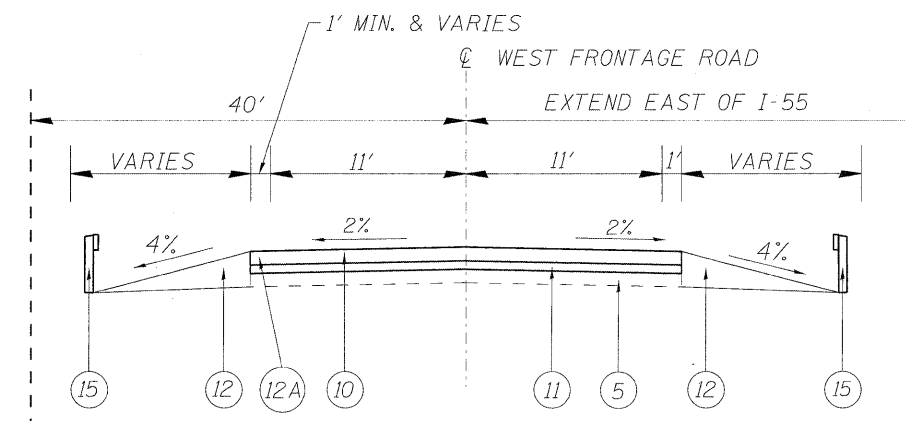 1' MIN. & VARIES
℄ WEST FRONTAGE ROAD
40'
EXTEND EAST OF I-55
VARIES
11'
11'
1'
VARIES
4%
2%
2%
4%
15
12
12A
10
11
5
12
15